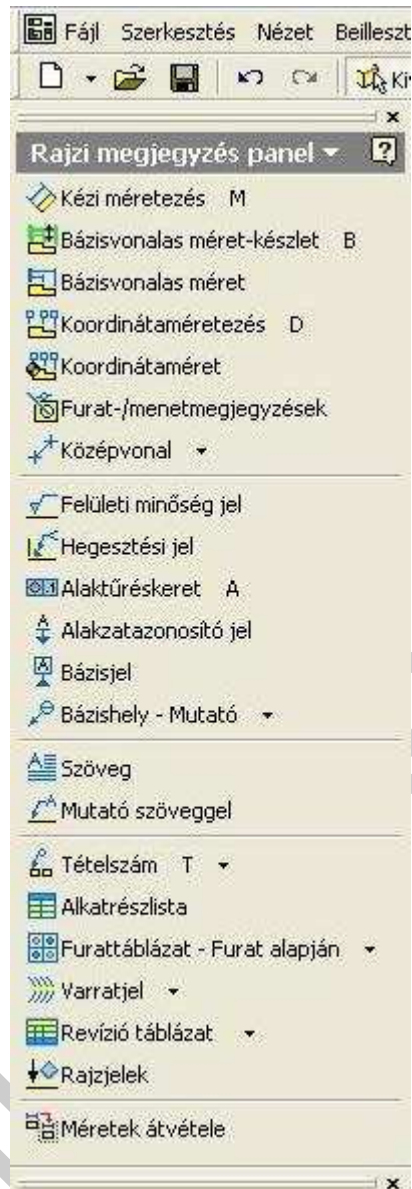 Fájl Szerkesztés Nézet Beilleszt
Rajzi megjegyzés panel
Kézi méretezés M
Bázisvonalas méret-készlet B
Bázisvonalas méret
Koordinátaméretezés D
Koordinátaméret
Furat-/menetmegjegyzések
Középvonal
Felületi minőség jel
Hegesztési jel
Alaktűréskeret A
Alakzatazonosító jel
Bázisjel
Bázishely - Mutató
Szöveg
Mutató szöveggel
Tételszám T
Alkatrészlista
Furattáblázat - Furat alapján
Varratjel
Revízió táblázat
Rajzjelek
Méretek átvétele